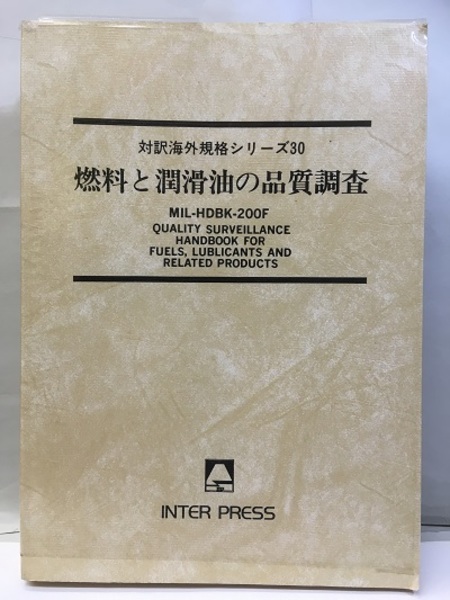 対訳海外規格シリーズ30
燃料と潤滑油の品質調査
MIL-HDBK-200F
QUALITY SURVEILLANCE
HANDBOOK FOR
FUELS, LUBLICANTS AND
RELATED PRODUCTS
INTER PRESS